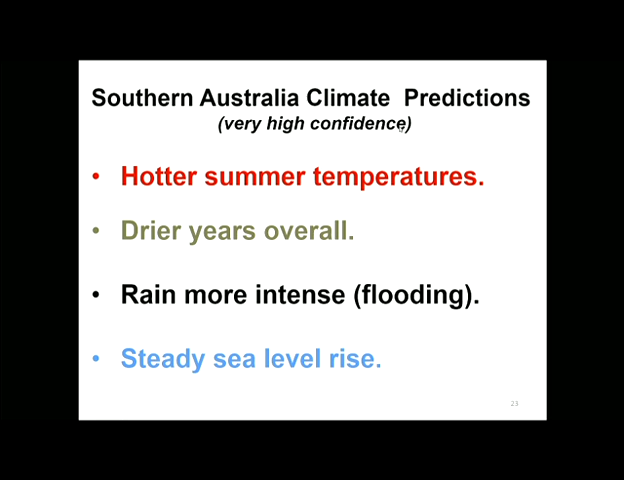 Southern Australia Climate Predictions
(very high confidence)
• Hotter summer temperatures.
• Drier years overall.
• Rain more intense (flooding).
• Steady sea level rise.
23